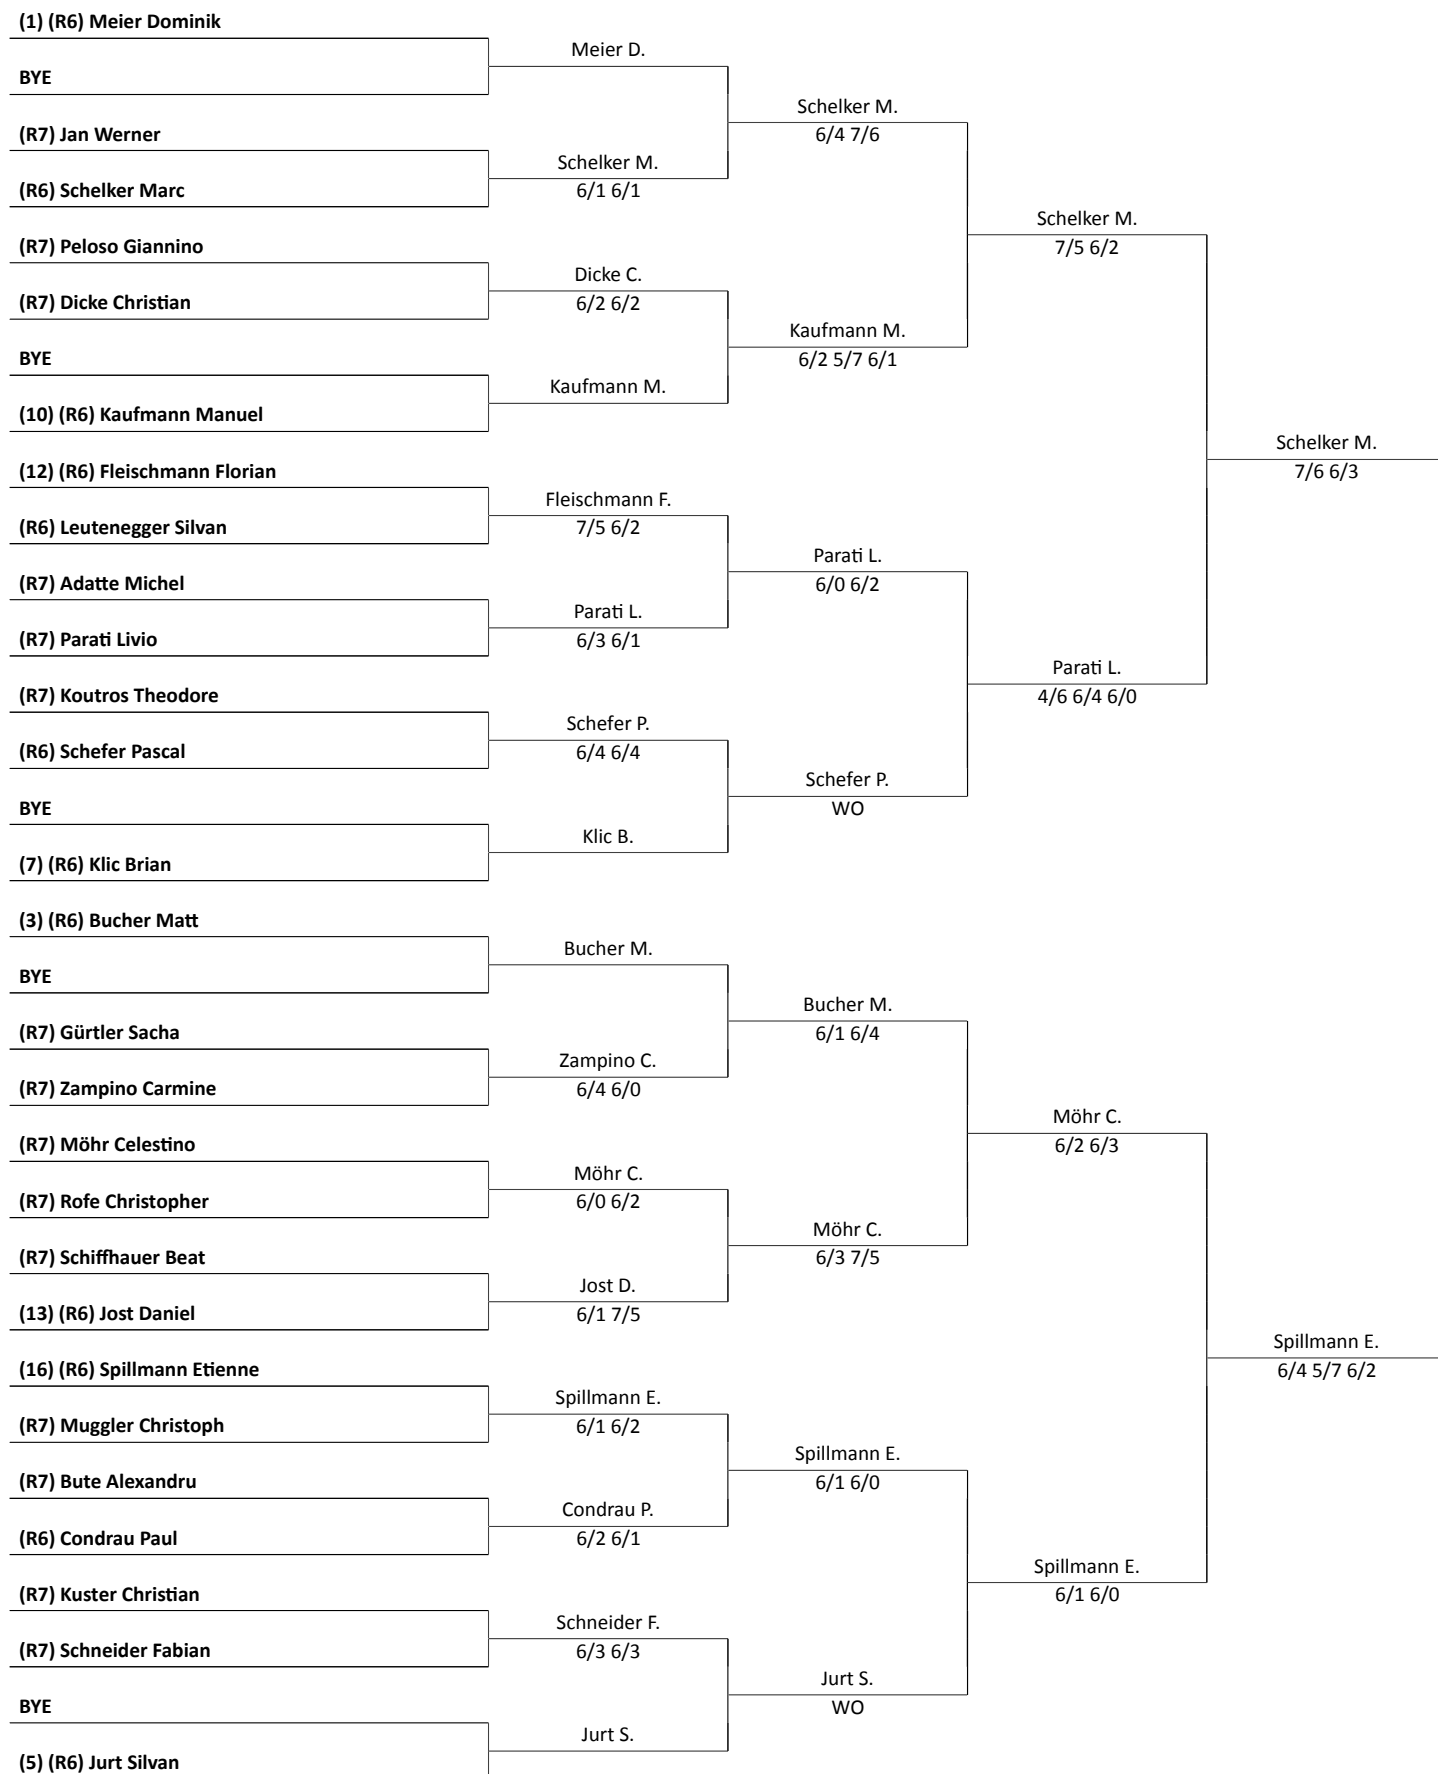 (1) (R6) Meier Dominik
BYE
(R7) Jan Werner
(R6) Schelker Marc
(R7) Peloso Giannino
(R7) Dicke Christian
BYE
(10) (R6) Kaufmann Manuel
(12) (R6) Fleischmann Florian
(R6) Leutenegger Silvan
(R7) Adatte Michel
(R7) Parati Livio
(R7) Koutros Theodore
(R6) Schefer Pascal
BYE
(7) (R6) Klic Brian
(3) (R6) Bucher Matt
BYE
(R7) Gürtler Sacha
(R7) Zampino Carmine
(R7) Möhr Celestino
(R7) Rofe Christopher
(R7) Schiffhauer Beat
(13) (R6) Jost Daniel
(16) (R6) Spillmann Etienne
(R7) Muggler Christoph
(R7) Bute Alexandru
(R6) Condrau Paul
(R7) Kuster Christian
(R7) Schneider Fabian
BYE
(5) (R6) Jurt Silvan
Meier D.
Schelker M.
6/1 6/1
Dicke C.
6/2 6/2
Kaufmann M.
Fleischmann F.
7/5 6/2
Parati L.
6/3 6/1
Schefer P.
6/4 6/4
Klic B.
Bucher M.
Zampino C.
6/4 6/0
Möhr C.
6/0 6/2
Jost D.
6/1 7/5
Spillmann E.
6/1 6/2
Condrau P.
6/2 6/1
Schneider F.
6/3 6/3
Jurt S.
Schelker M.
6/4 7/6
Kaufmann M.
6/2 5/7 6/1
Parati L.
6/0 6/2
Schefer P.
WO
Bucher M.
6/1 6/4
Möhr C.
6/3 7/5
Spillmann E.
6/1 6/0
Jurt S.
WO
Schelker M.
7/5 6/2
Parati L.
4/6 6/4 6/0
Möhr C.
6/2 6/3
Spillmann E.
6/1 6/0
Schelker M.
7/6 6/3
Spillmann E.
6/4 5/7 6/2